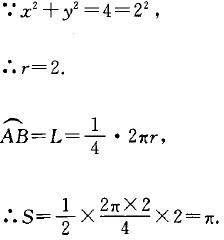 ∵x²+y²=4=2²,
∴r=2.
⌒AB=L=1/4·2πr,
∴S=1/2×(2π×2)/4×2=π.